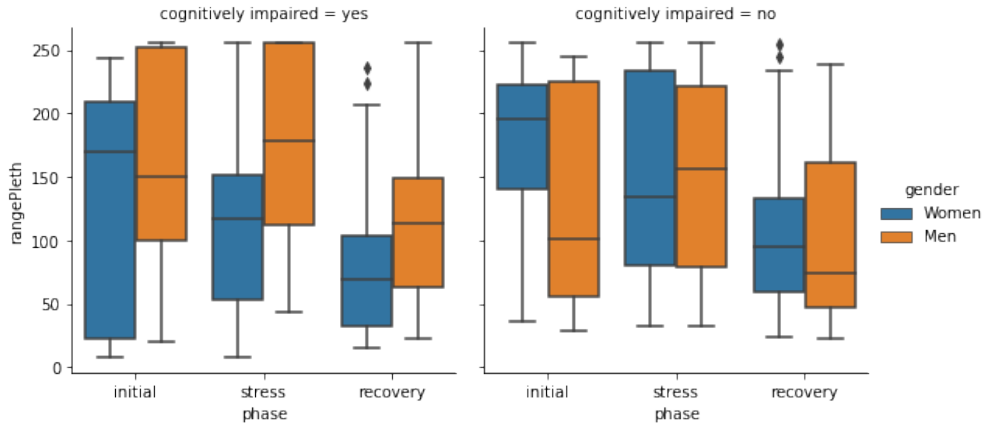 cognitively impaired = yes
cognitively impaired = no
rangePleth
250
200
150
100
50
0
initial
stress
recovery
phase
initial
stress
recovery
phase
gender
Women
Men